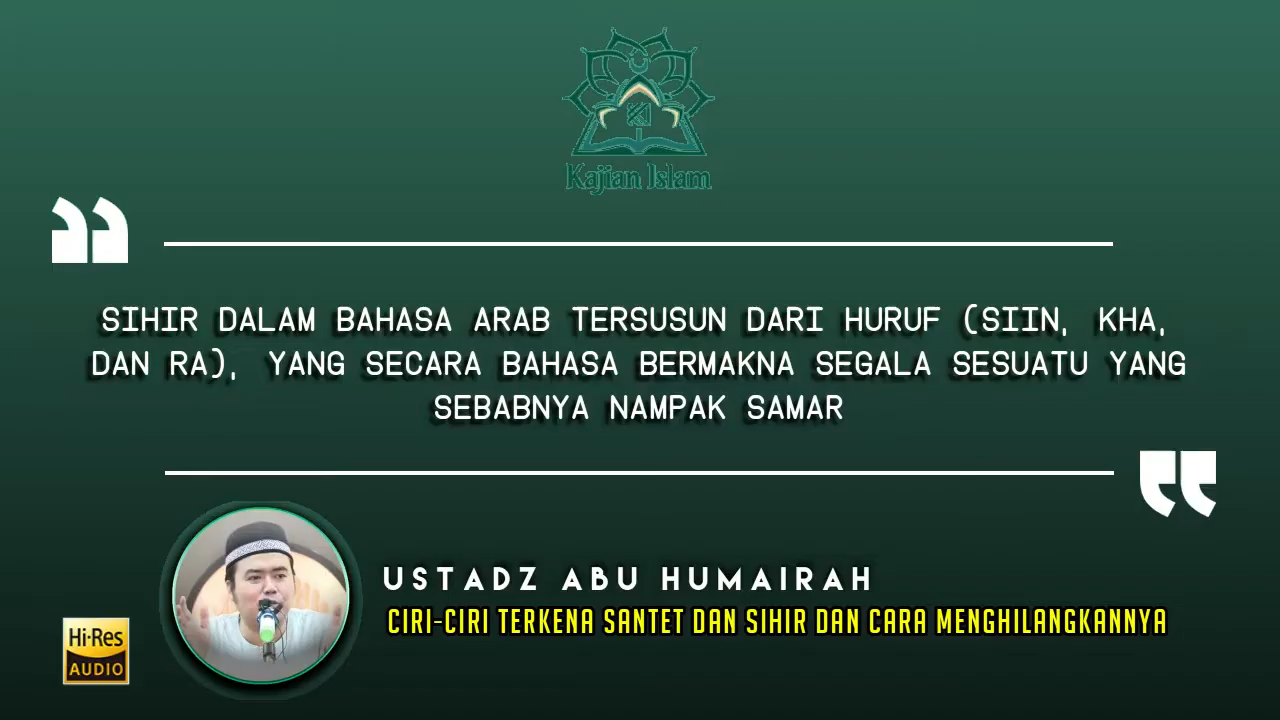 Kajian Islam
SIHIR DALAM BAHASA ARAB TERSUSUN DARI HURUF (SIIN, KHA,
DAN RA), YANG SECARA BAHASA BERMAKNA SEGALA SESUATU YANG
SEBABNYA NAMPAK SAMAR
USTADZ ABU HUMAIRAH
CIRI-CIRI TERKENA SANTET DAN SIHIR DAN CARA MENGHILANGKANNYA
Hi-Res
AUDIO